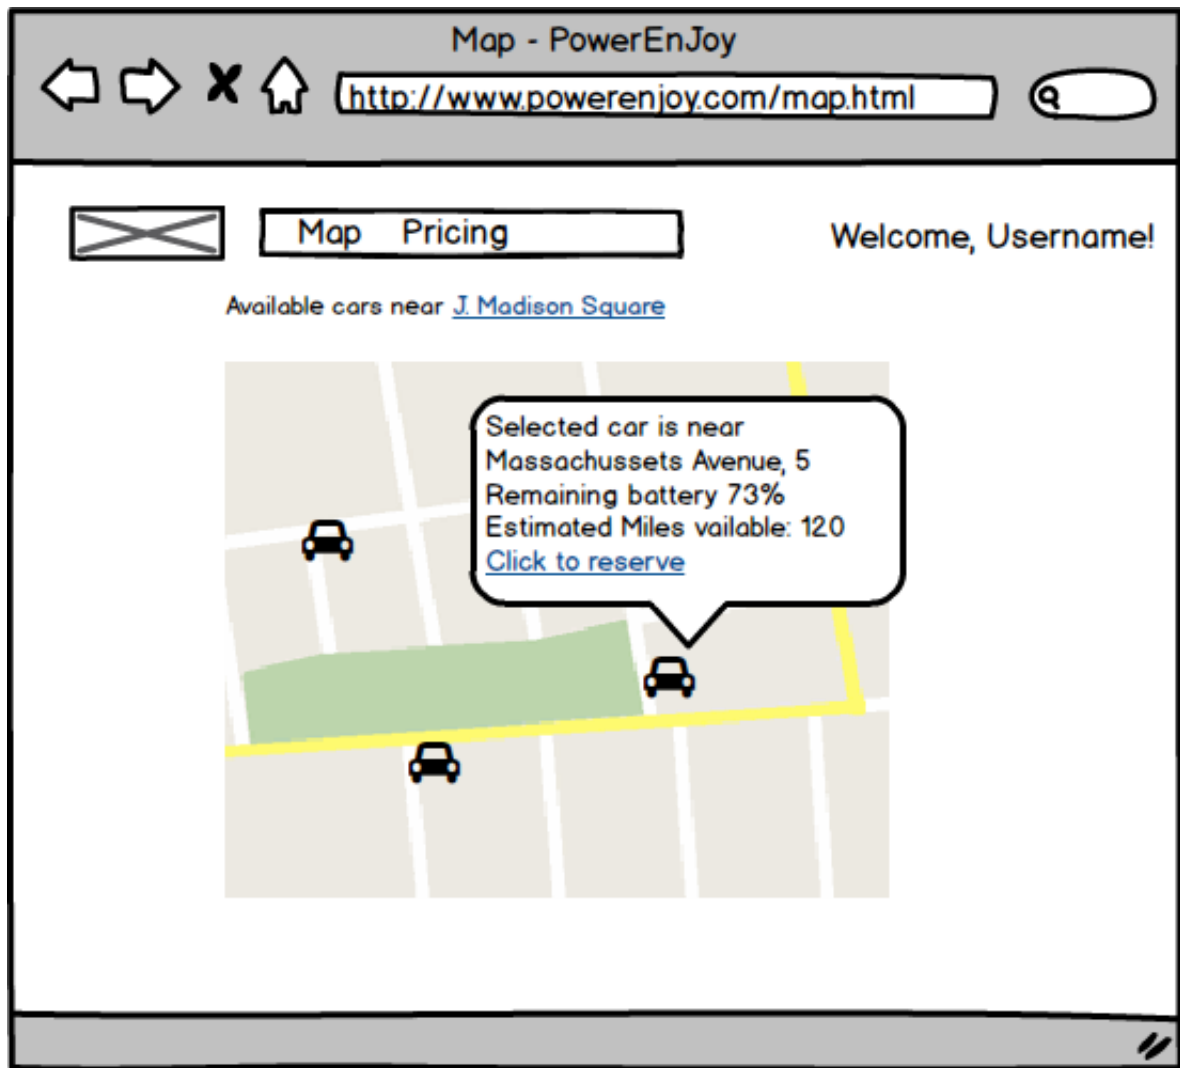 Map - PowerEnJoy
http://www.powerenjoy.com/map.html
Map Pricing
Welcome, Username!
Available cars near J. Madison Square
Selected car is near
Massachussets Avenue, 5
Remaining battery 73%
Estimated Miles vailable: 120
Click to reserve